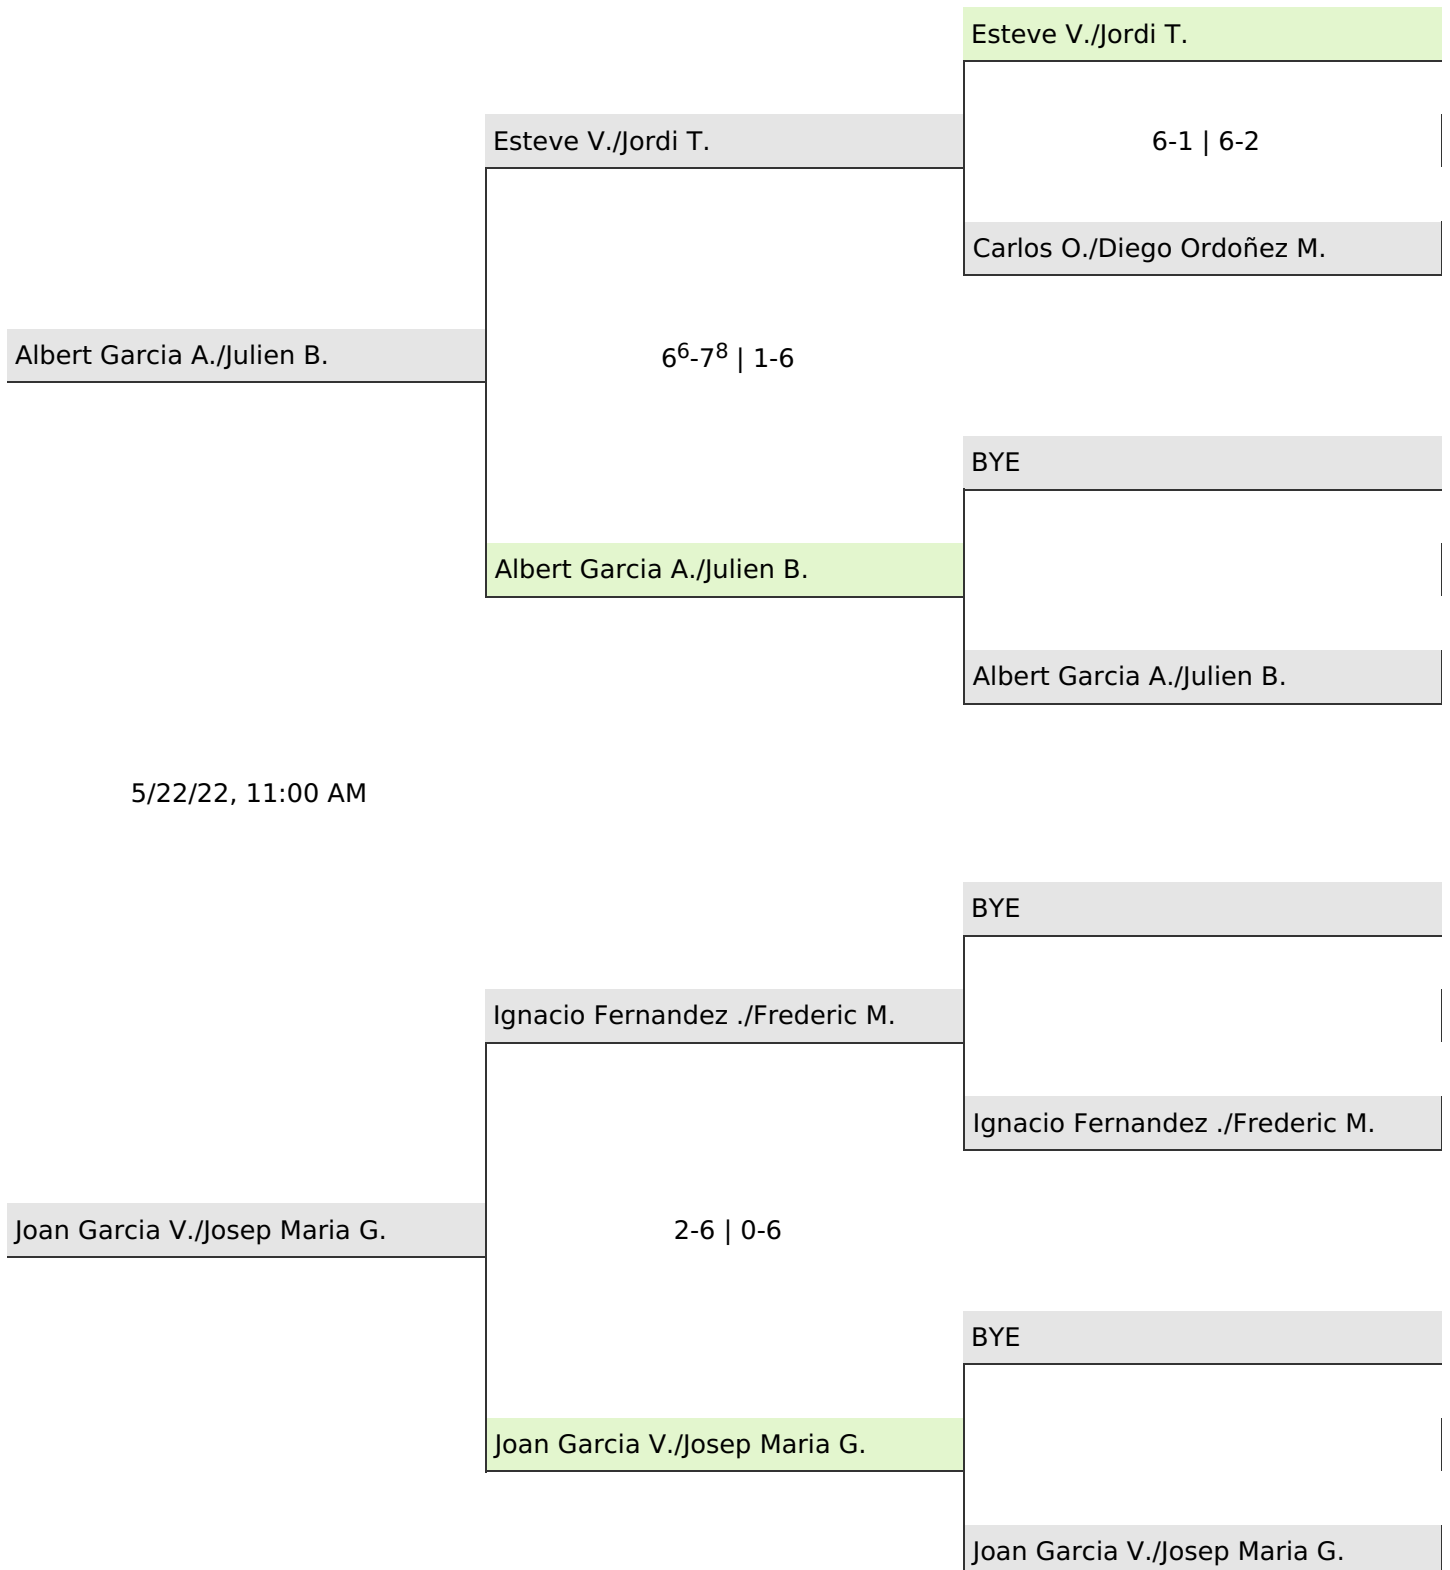 Esteve V./Jordi T.
Esteve V./Jordi T.
6-1 | 6-2
Carlos O./Diego Ordoñez M.
Albert Garcia A./Julien B.
6⁶-7⁸ | 1-6
BYE
Albert Garcia A./Julien B.
Albert Garcia A./Julien B.
5/22/22, 11:00 AM
BYE
Ignacio Fernandez ./Frederic M.
Ignacio Fernandez ./Frederic M.
Joan Garcia V./Josep Maria G.
2-6 | 0-6
BYE
Joan Garcia V./Josep Maria G.
Joan Garcia V./Josep Maria G.